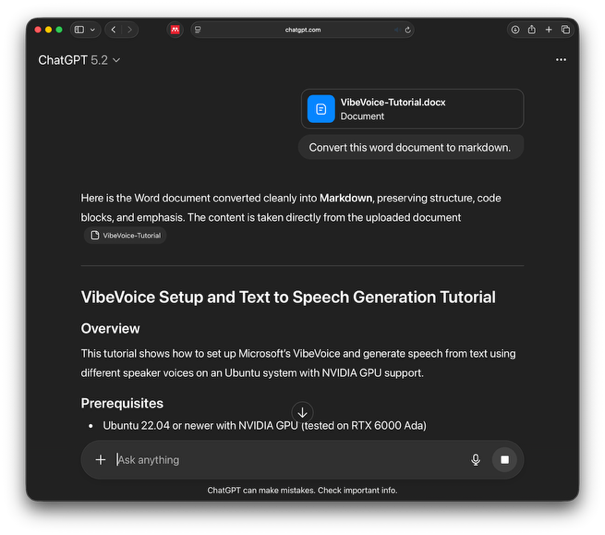 chatgpt.com
ChatGPT 5.2
VibeVoice-Tutorial.docx
Document
Convert this word document to markdown.
Here is the Word document converted cleanly into Markdown, preserving structure, code
blocks, and emphasis. The content is taken directly from the uploaded document
VibeVoice-Tutorial
VibeVoice Setup and Text to Speech Generation Tutorial
Overview
This tutorial shows how to set up Microsoft's VibeVoice and generate speech from text using
different speaker voices on an Ubuntu system with NVIDIA GPU support.
Prerequisites
• Ubuntu 22.04 or newer with NVIDIA GPU (tested on RTX 6000 Ada)
Ask anything
ChatGPT can make mistakes. Check important info.